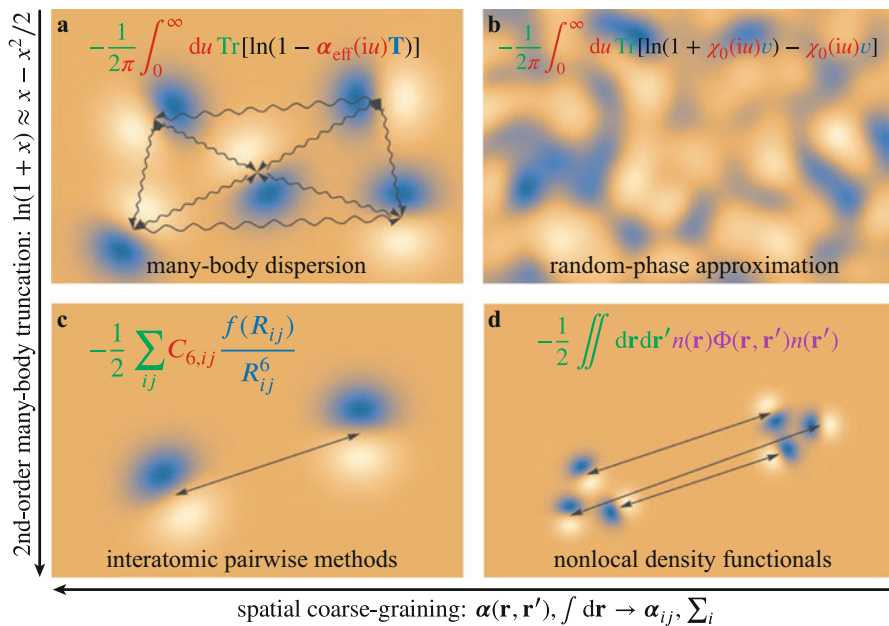 2nd-order many-body truncation: ln(1 + x) ≈ x − x²/2
a
−1/2π ∫₀^∞ du Tr[ln(1 − α_eff(iu)T)]
many-body dispersion
b
−1/2π ∫₀^∞ du Tr[ln(1 + χ₀(iu)v) − χ₀(iu)v]
random-phase approximation
c
−1/2 ∑_ij C_6,ij f(R_ij)/R_ij^6
interatomic pairwise methods
d
−1/2 ∬ drdr′n(r)Φ(r, r′)n(r′)
nonlocal density functionals
spatial coarse-graining: α(r, r′), ∫ dr → α_ij, ∑_i